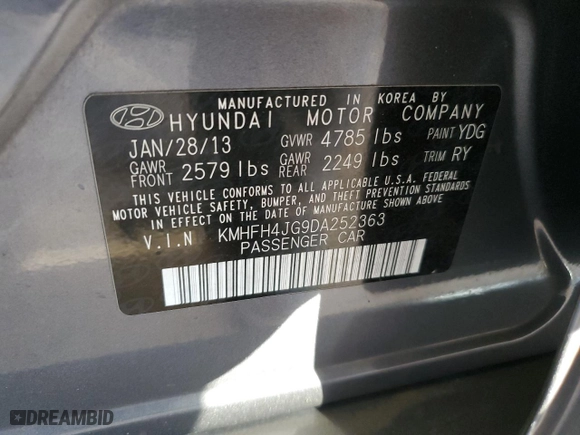 MANUFACTURED IN KOREA BY
HYUNDAI MOTOR COMPANY
JAN/28/13 GVWR 4785 lbs PAINT YDG
GAWR FRONT 2579 lbs GAWR REAR 2249 lbs TRIM RY
THIS VEHICLE CONFORMS TO ALL APPLICABLE U.S.A. FEDERAL
MOTOR VEHICLE SAFETY, BUMPER, AND THEFT PREVENTION STANDARDS
IN EFFECT ON THE DATE OF MANUFACTURE SHOWN ABOVE.
V.I.N KMHFH4JG9DA252363
PASSENGER CAR
DREAMBID